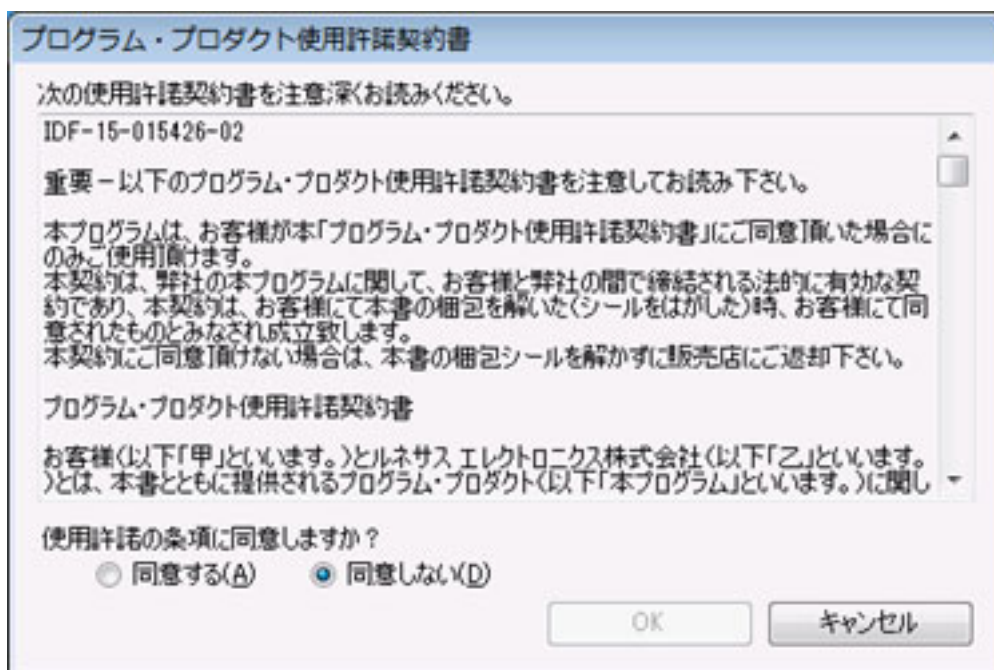 プログラム・プロダクト使用許諾契約書
次の使用許諾契約書を注意深くお読みください。
IDF-15-015426-02
重要－以下のプログラム・プロダクト使用許諾契約書を注意してお読み下さい。
本プログラムは、お客様が本「プログラム・プロダクト使用許諾契約書」にご同意頂いた場合に
のみご使用頂けます。
本契約は、弊社の本プログラムに関して、お客様と弊社の間で締結される法的に有効な契
約であり、本契約は、お客様にて本書の梱包を解いた(シールをはがした)時、お客様にて同
意されたものとみなされ成立致します。
本契約にご同意頂けない場合は、本書の梱包シールを解かずに販売店にご返却下さい。
プログラム・プロダクト使用許諾契約書
お客様(以下「甲」といいます。)とルネサス エレクトロニクス株式会社(以下「乙」といいます。
)とは、本書とともに提供されるプログラム・プロダクト(以下「本プログラム」といいます。)に関し
使用許諾の条項に同意しますか？
同意する(A) 同意しない(D)
OK キャンセル